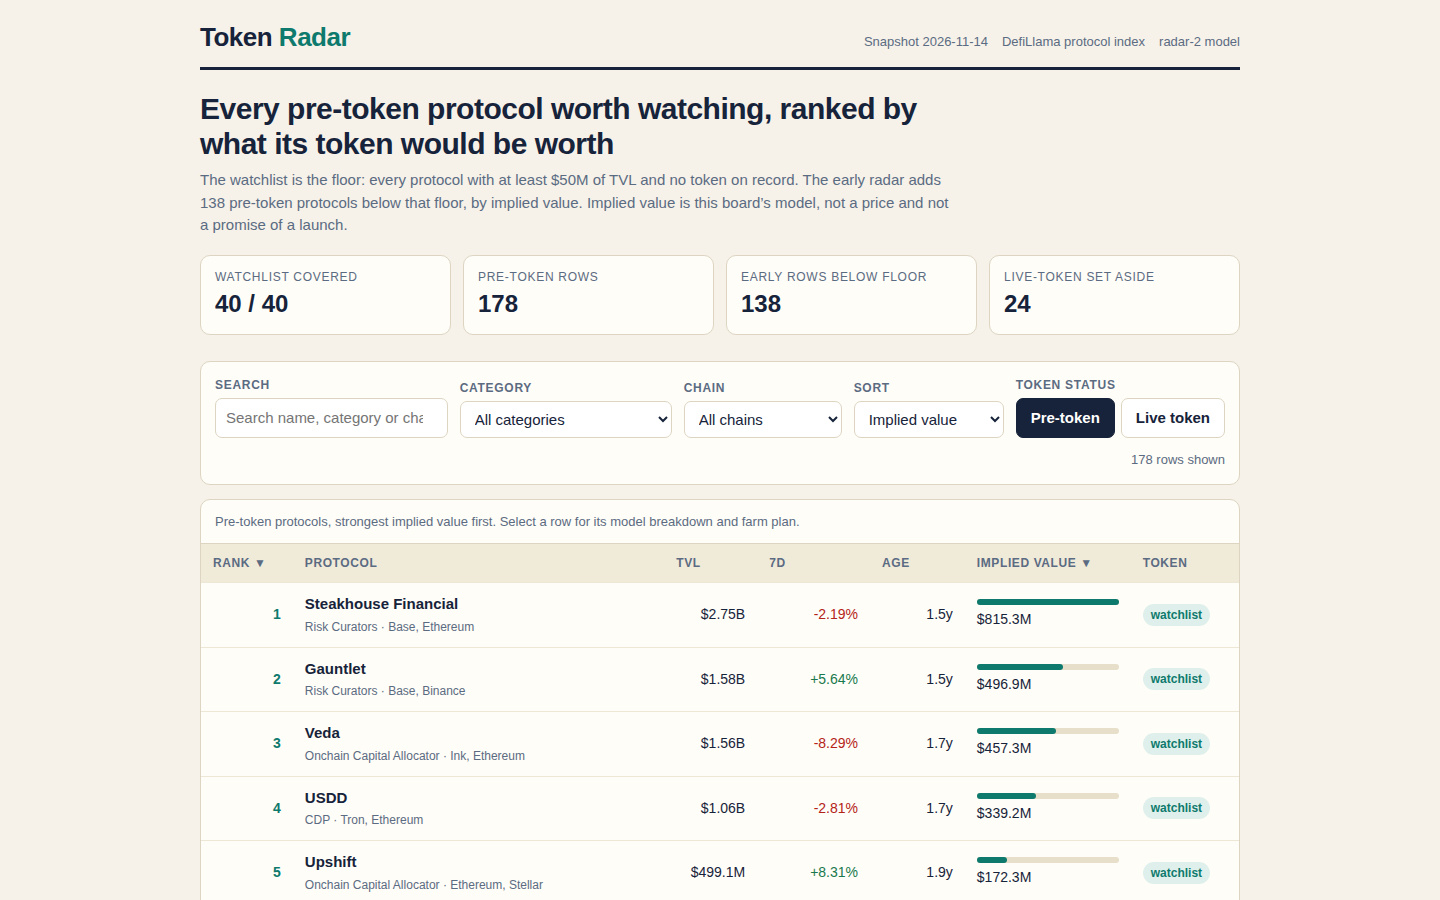 Token Radar
Snapshot 2026-11-14 DefiLlama protocol index radar-2 model
Every pre-token protocol worth watching, ranked by
what its token would be worth
The watchlist is the floor: every protocol with at least $50M of TVL and no token on record. The early radar adds
138 pre-token protocols below that floor, by implied value. Implied value is this board's model, not a price and not
a promise of a launch.
WATCHLIST COVERED
40 / 40
PRE-TOKEN ROWS
178
EARLY ROWS BELOW FLOOR
138
LIVE-TOKEN SET ASIDE
24
SEARCH
Search name, category or cha
CATEGORY
All categories
CHAIN
All chains
SORT
Implied value
TOKEN STATUS
Pre-token Live token
178 rows shown
Pre-token protocols, strongest implied value first. Select a row for its model breakdown and farm plan.
RANK ▼ PROTOCOL TVL 7D AGE IMPLIED VALUE ▼ TOKEN
1 Steakhouse Financial $2.75B -2.19% 1.5y $815.3M watchlist
Risk Curators · Base, Ethereum
2 Gauntlet $1.58B +5.64% 1.5y $496.9M watchlist
Risk Curators · Base, Binance
3 Veda $1.56B -8.29% 1.7y $457.3M watchlist
Onchain Capital Allocator · Ink, Ethereum
4 USDD $1.06B -2.81% 1.7y $339.2M watchlist
CDP · Tron, Ethereum
5 Upshift $499.1M +8.31% 1.9y $172.3M watchlist
Onchain Capital Allocator · Ethereum, Stellar